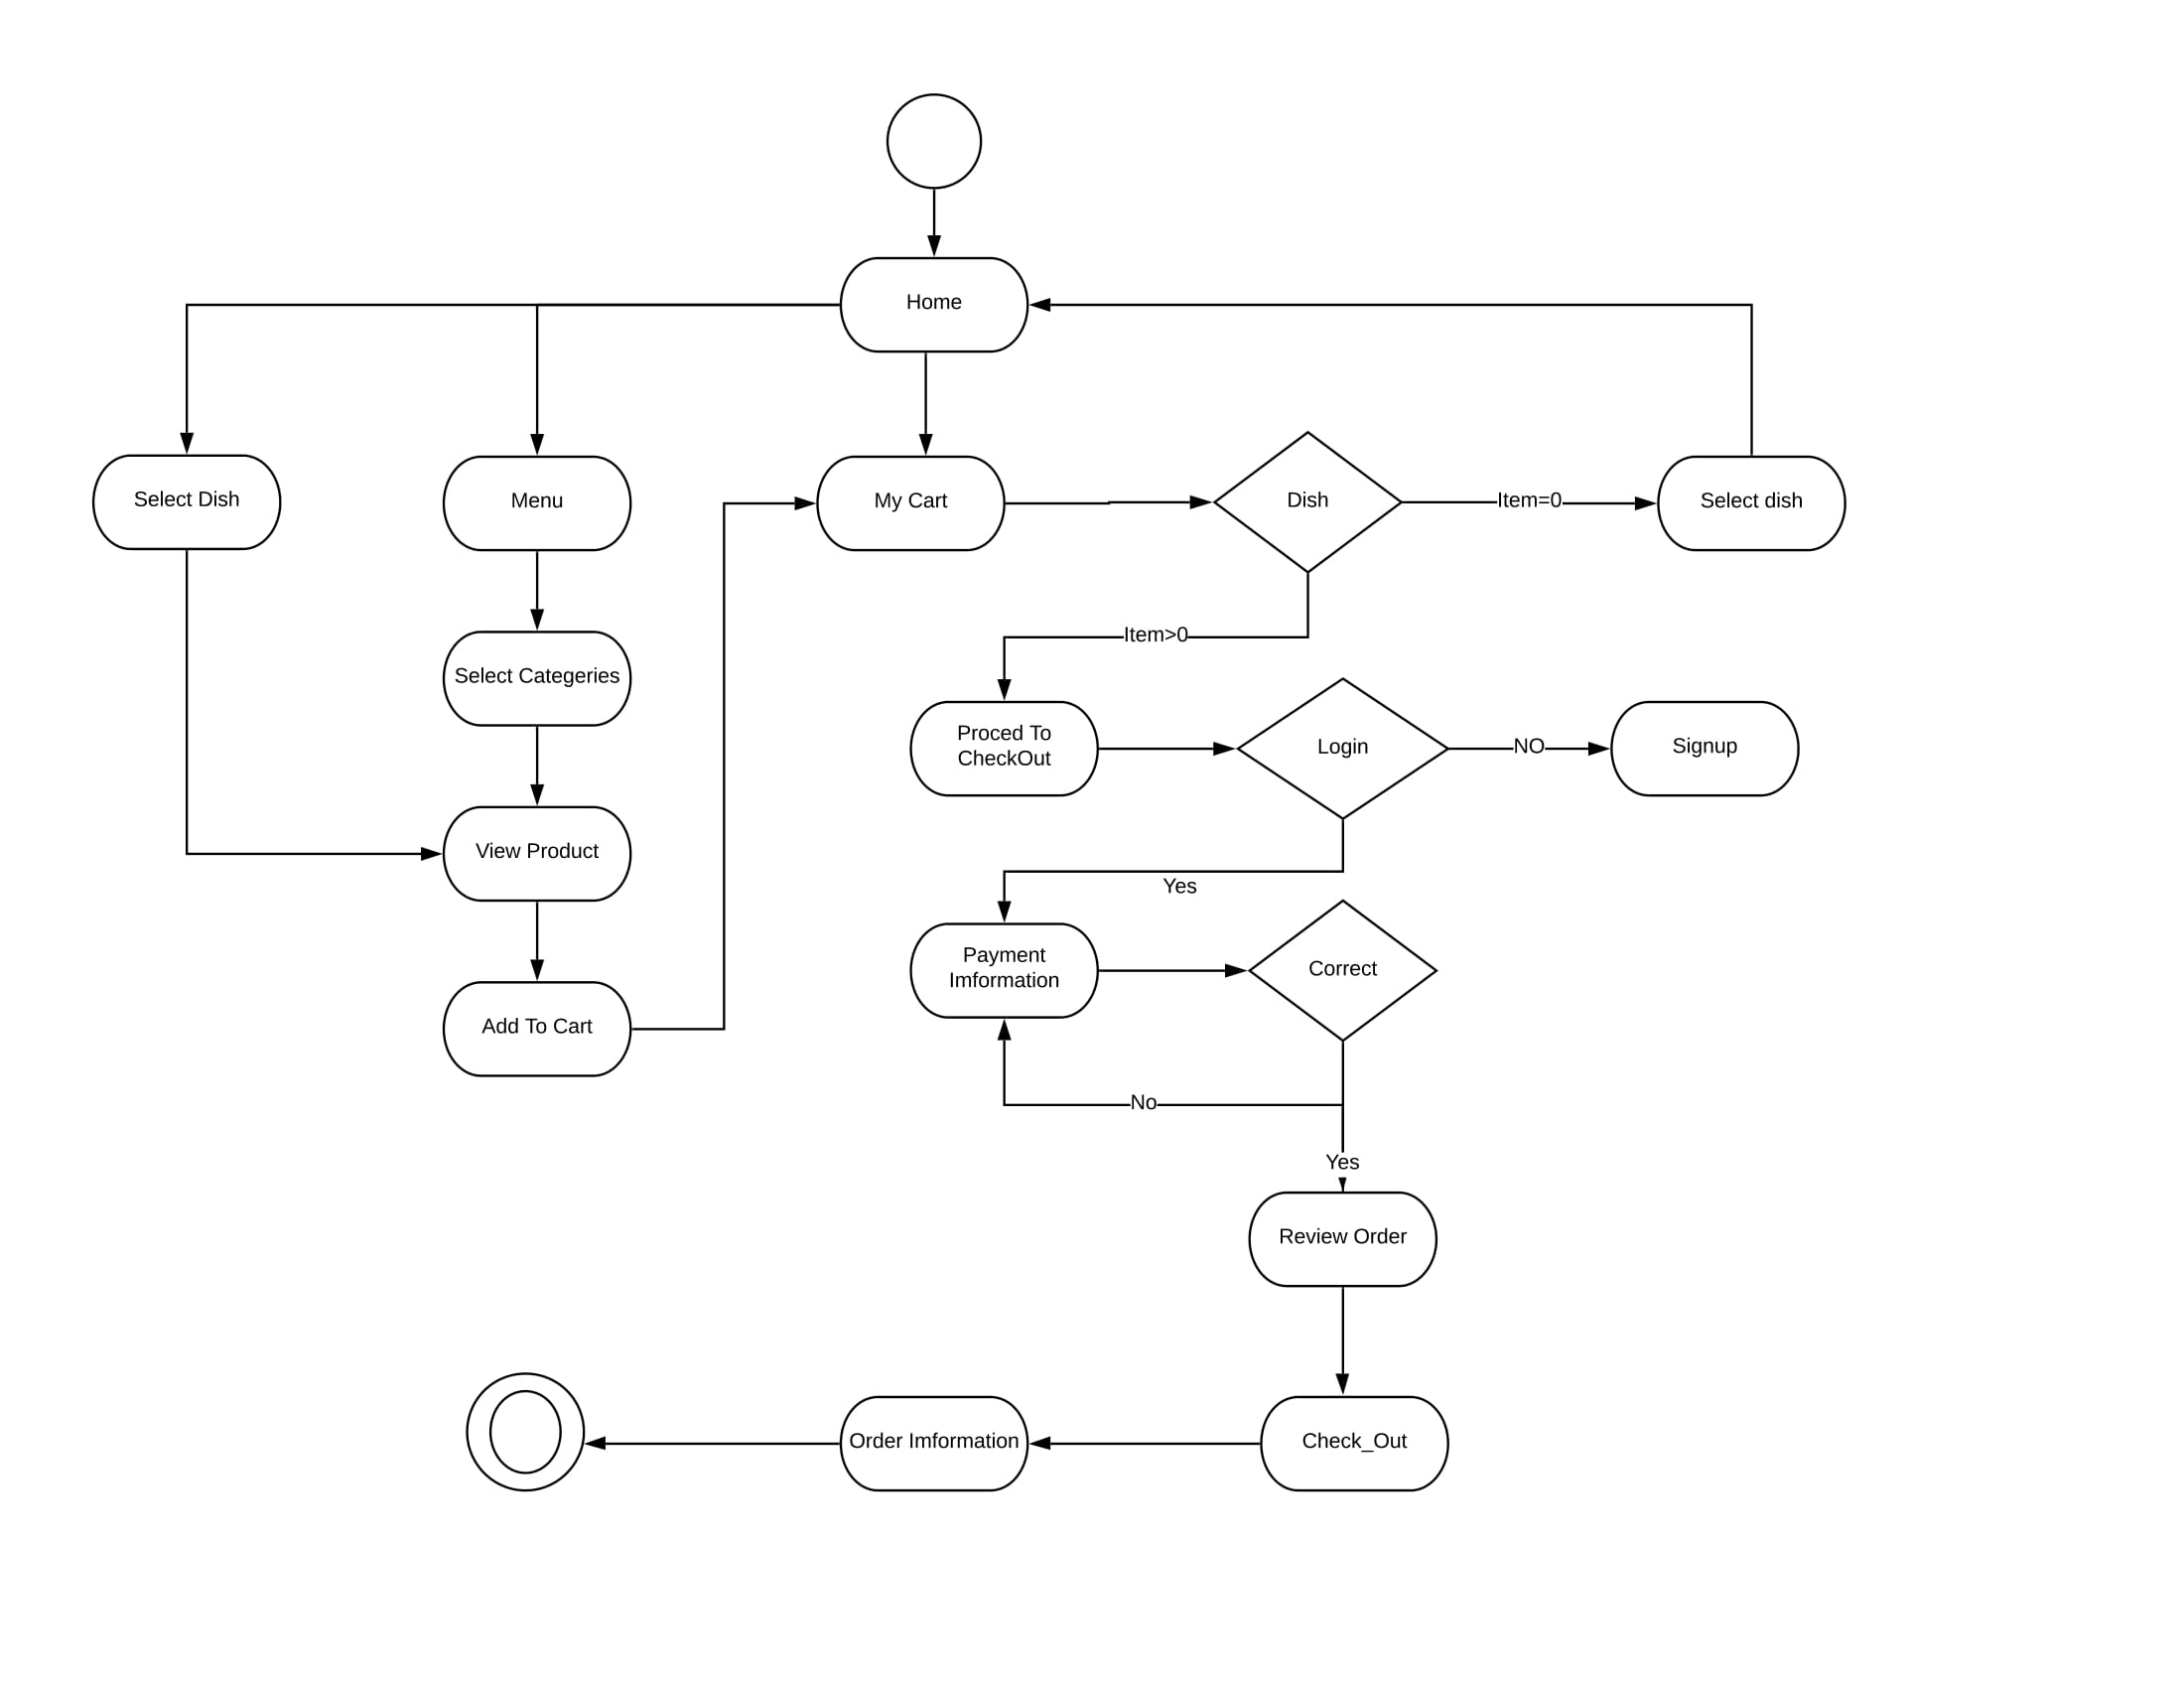 Home
Select Dish
Menu
My Cart
Dish
Item=0
Select dish
Item>0
Select Categeries
Proced To
CheckOut
Login
NO
Signup
View Product
Yes
Payment
Imformation
Correct
Add To Cart
No
Yes
Review Order
Order Imformation
Check_Out